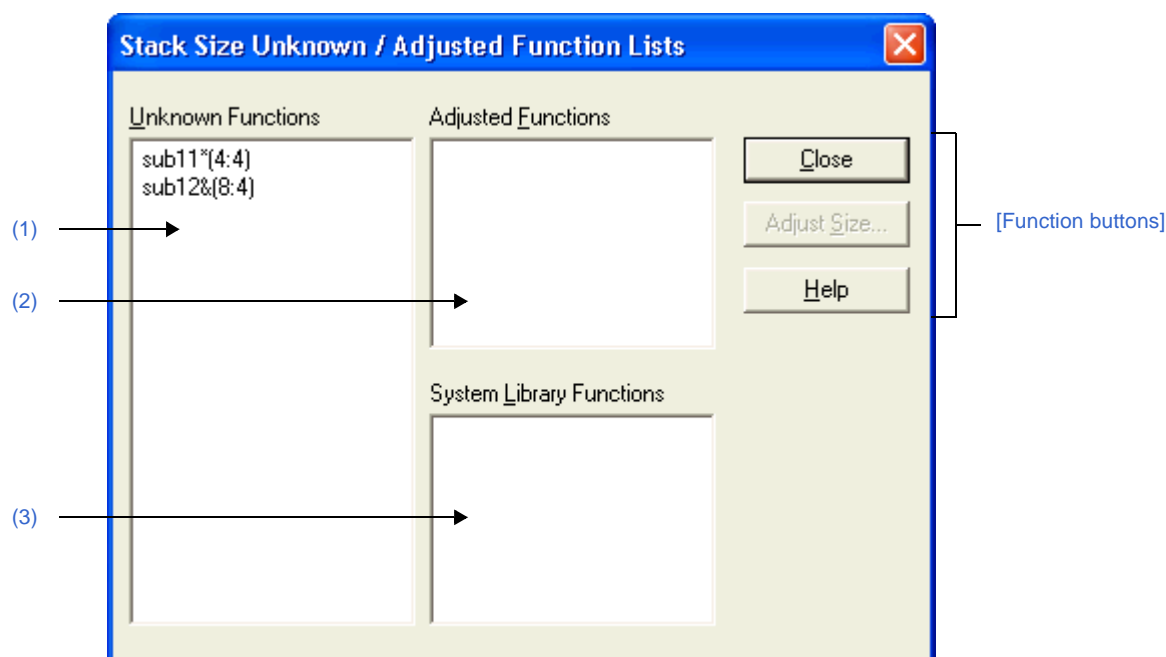 Stack Size Unknown / Adjusted Function Lists
Unknown Functions
sub11*(4:4)
sub12&(8:4)
Adjusted Functions
System Library Functions
Close
Adjust Size...
Help
(1)
(2)
(3)
[Function buttons]